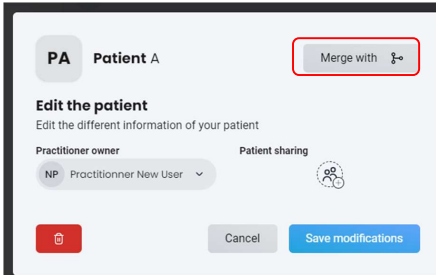 PA Patient A Merge with
Edit the patient
Edit the different information of your patient
Practitioner owner Patient sharing
NP Practitionner New User
Cancel Save modifications